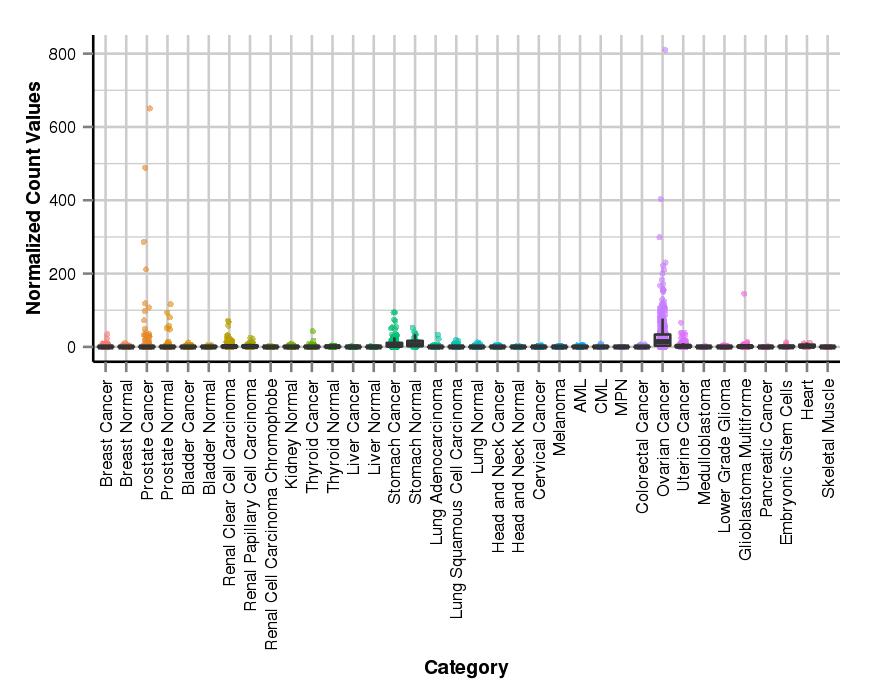 Normalized Count Values
800
600
400
200
0
Breast Cancer
Breast Normal
Prostate Cancer
Prostate Normal
Bladder Cancer
Bladder Normal
Renal Clear Cell Carcinoma
Renal Papillary Cell Carcinoma
Renal Cell Carcinoma Chromophobe
Kidney Normal
Thyroid Cancer
Thyroid Normal
Liver Cancer
Liver Normal
Stomach Cancer
Stomach Normal
Lung Adenocarcinoma
Lung Squamous Cell Carcinoma
Lung Normal
Head and Neck Cancer
Head and Neck Normal
Cervical Cancer
Melanoma
AML
CML
MPN
Colorectal Cancer
Ovarian Cancer
Uterine Cancer
Medulloblastoma
Lower Grade Glioma
Glioblastoma Multiforme
Pancreatic Cancer
Embryonic Stem Cells
Heart
Skeletal Muscle
Category